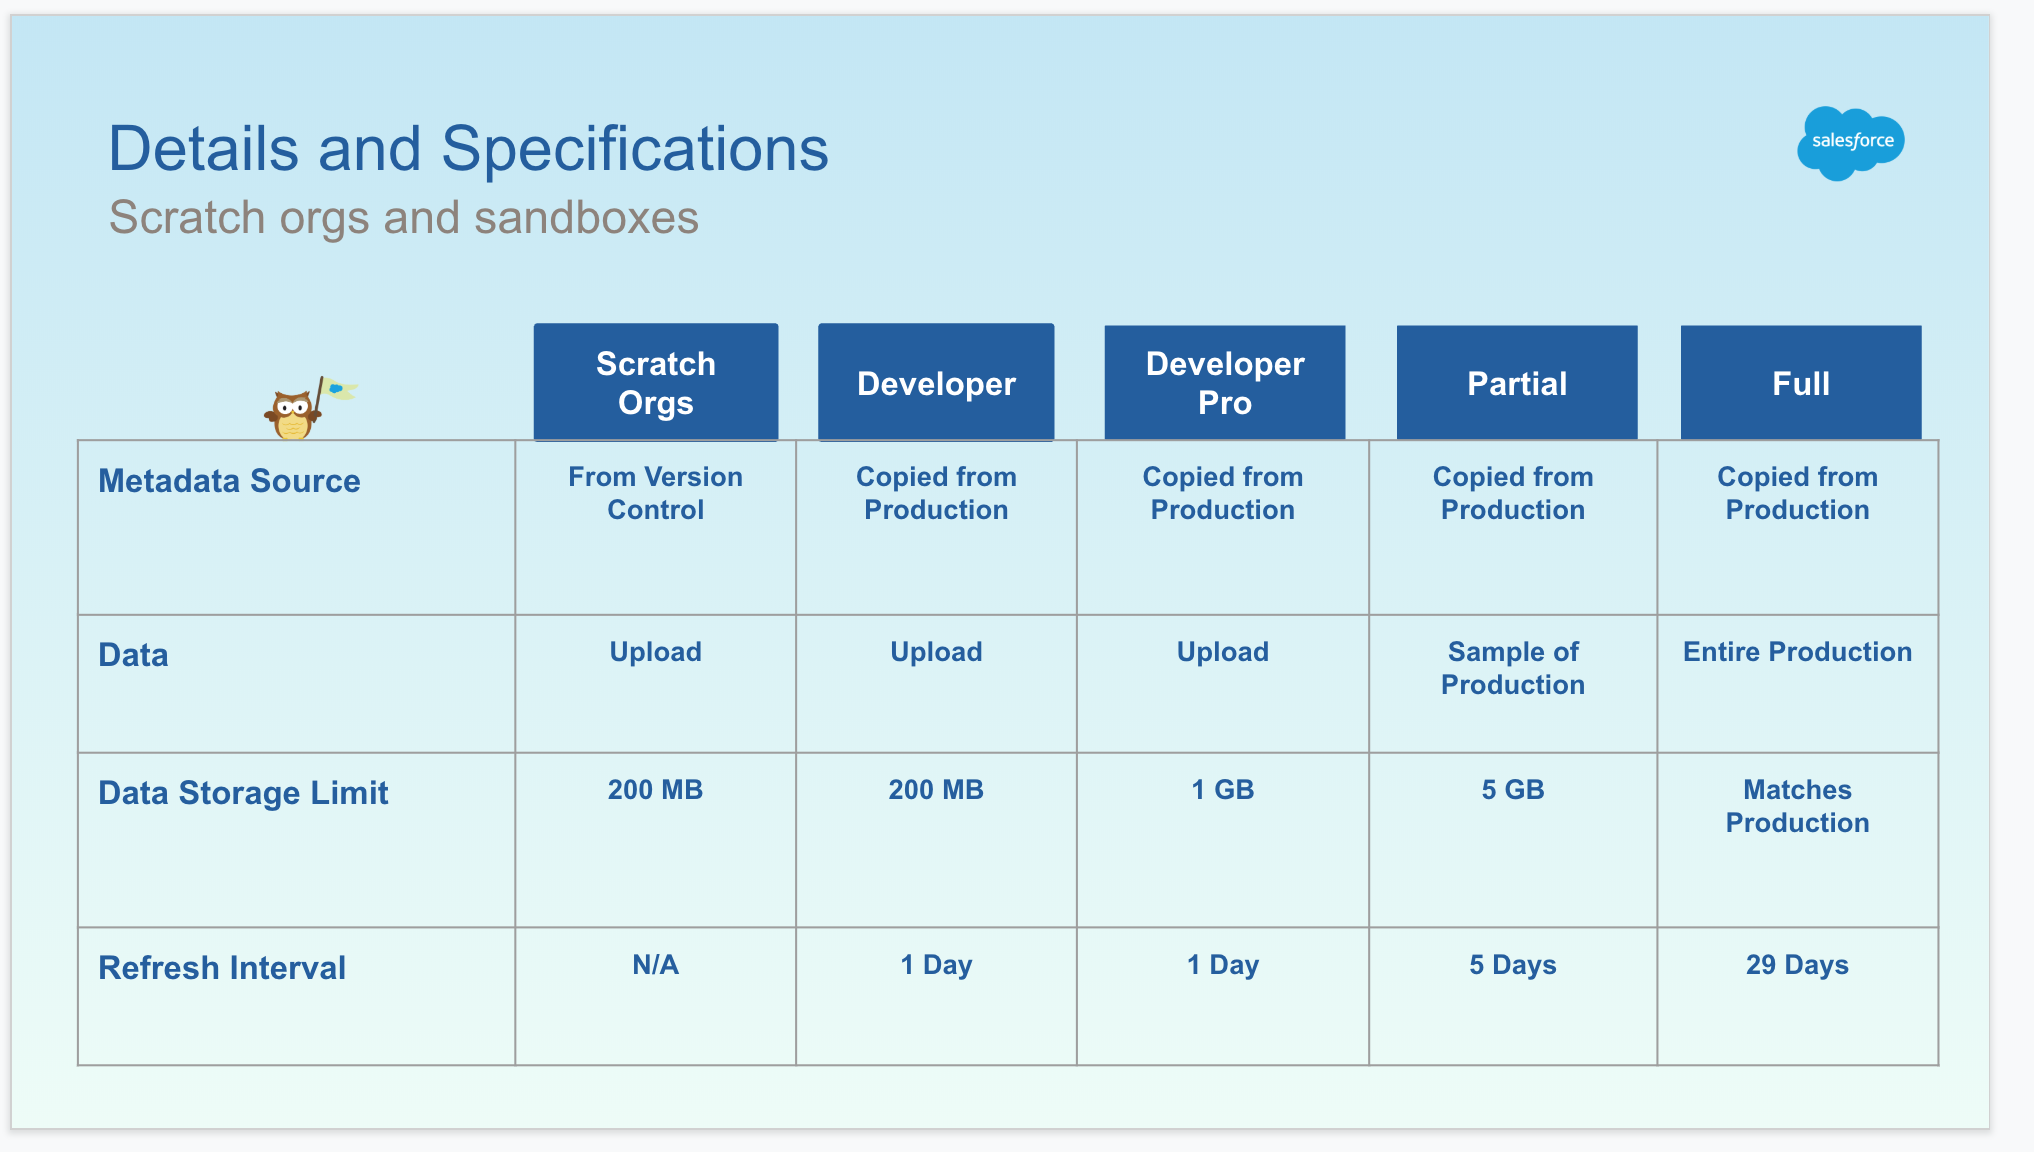 Details and Specifications
salesforce
Scratch orgs and sandboxes
Scratch
Orgs
Developer
Developer
Pro
Partial
Full
Metadata Source
From Version
Control
Copied from
Production
Copied from
Production
Copied from
Production
Copied from
Production
Data
Upload
Upload
Upload
Sample of
Production
Entire Production
Data Storage Limit
200 MB
200 MB
1 GB
5 GB
Matches
Production
Refresh Interval
N/A
1 Day
1 Day
5 Days
29 Days